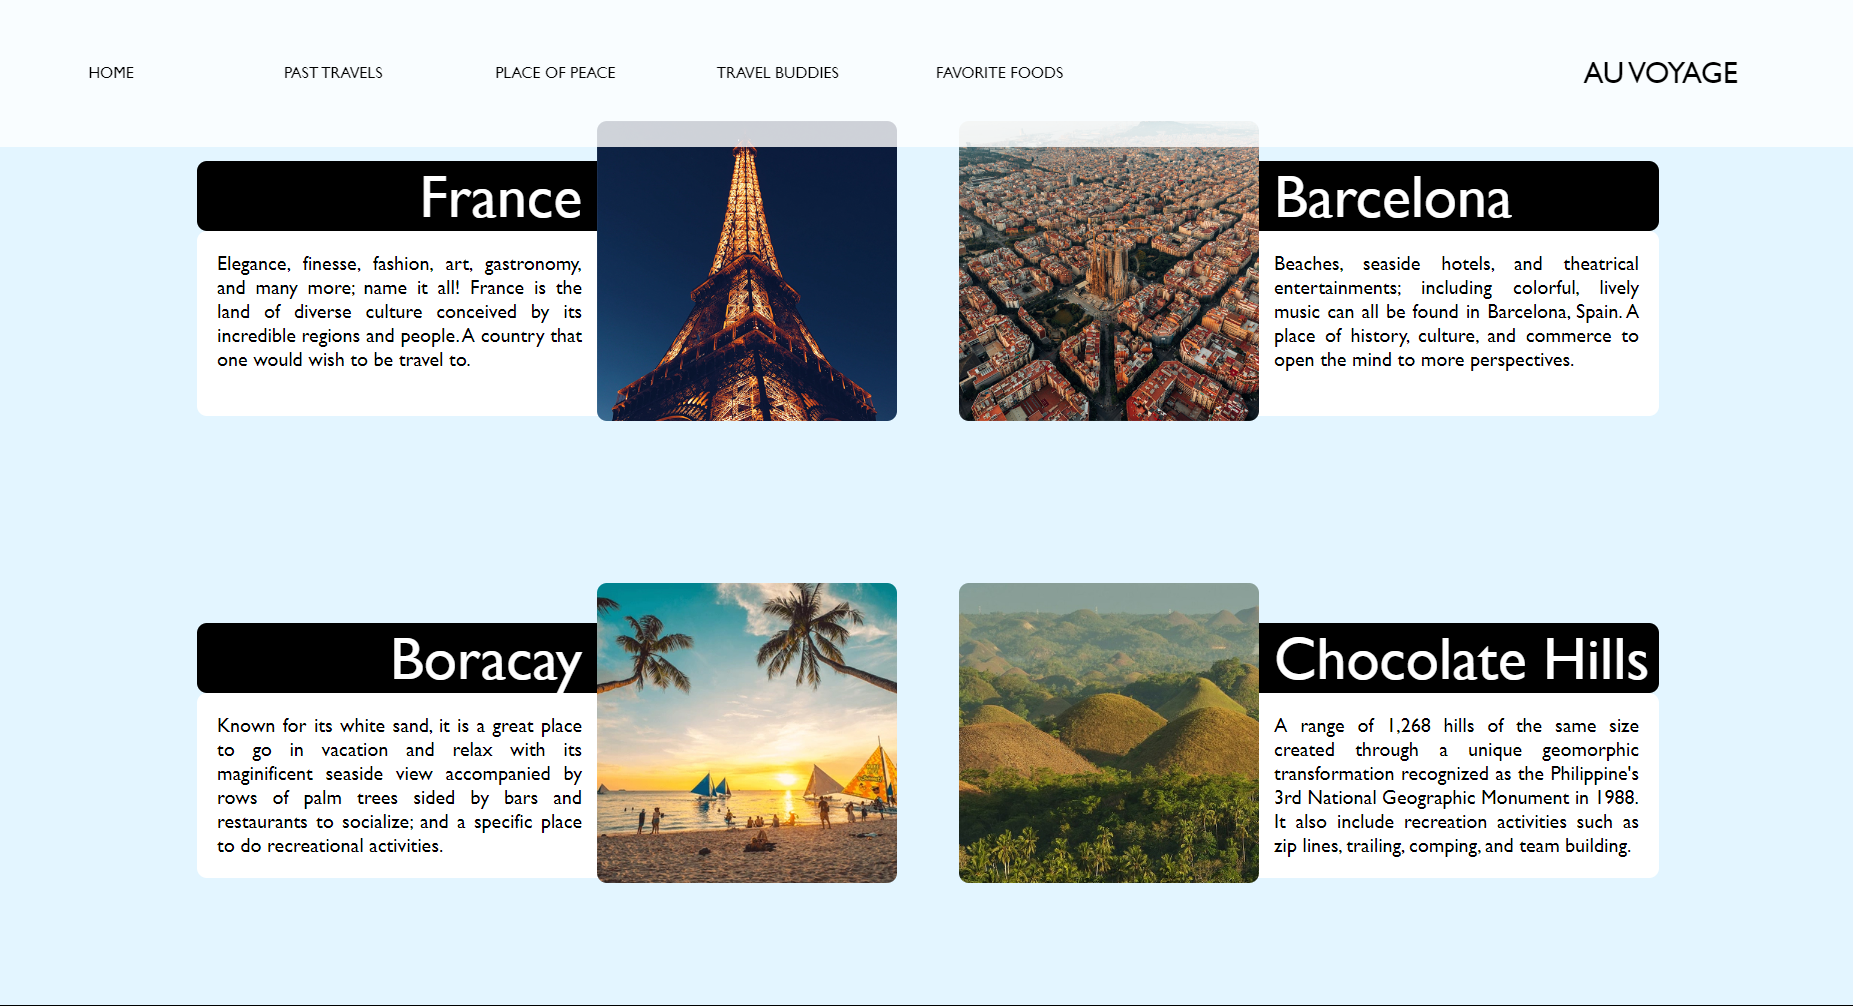 HOME
PAST TRAVELS
PLACE OF PEACE
TRAVEL BUDDIES
FAVORITE FOODS
AU VOYAGE
France
Elegance, finesse, fashion, art, gastronomy,
and many more; name it all! France is the
land of diverse culture conceived by its
incredible regions and people. A country that
one would wish to be travel to.
Barcelona
Beaches, seaside hotels, and theatrical
entertainments; including colorful, lively
music can all be found in Barcelona, Spain. A
place of history, culture, and commerce to
open the mind to more perspectives.
Boracay
Known for its white sand, it is a great place
to go in vacation and relax with its
maginificent seaside view accompanied by
rows of palm trees sided by bars and
restaurants to socialize; and a specific place
to do recreational activities.
Chocolate Hills
A range of 1,268 hills of the same size
created through a unique geomorphic
transformation recognized as the Philippine's
3rd National Geographic Monument in 1988.
It also include recreation activities such as
zip lines, trailing, comping, and team building.